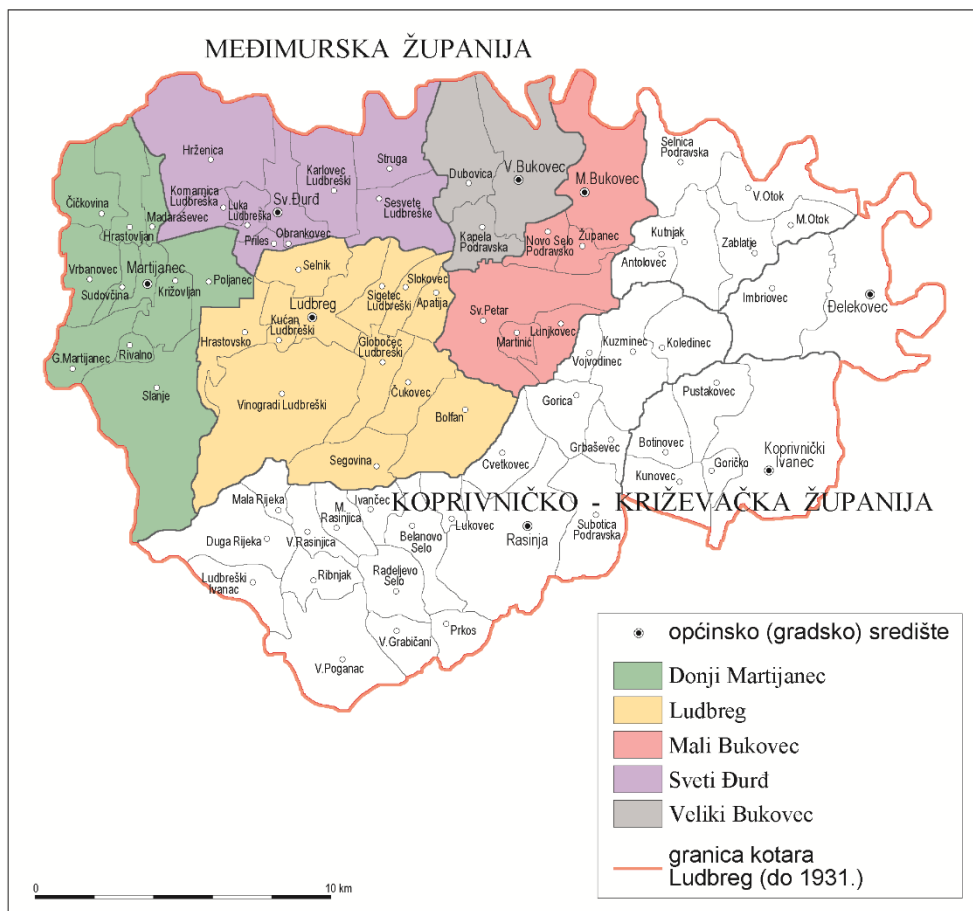 MEĐIMURSKA ŽUPANIJA
Selnica
Podravska
Hrženica
Struga
Karlovec
Ludbreški
Dubovica
V.Bukovec
M.Bukovec
V.Otok
Komarnica
Ludbreška
Luka
Ludbreška
Sv.Đurđ
Sesvete
Ludbreške
M.Otok
Čičkovina
Madaraševec
Hrastovljan
Priles
Obrankovec
Kapela
Podravska
Novo Selo
Podravsko
Županec
Kutnjak
Zablatje
Antolovec
Vrbanovec
Martijanec
Sudovčina
Križovljan
Poljanec
Selnik
Slokovec
Sigetec
Ludbreški
Apatija
Imbriovec
Đelekovec
Ludbreg
Kućan
Ludbreški
Hrastovsko
Globočec
Ludbreški
Sv.Petar
Martinić
Lunjkovec
Kuzminec
Koledinec
Vojvodinec
G.Martijanec
Rivalno
Slanje
Vinogradi Ludbreški
Čukovec
Bolfan
Gorica
Pustakovec
Grbaševec
Botinovec
Koprivnički
Ivanec
Goričko
Kunovec
Segovina
Cvetkovec
KOPRIVNIČKO - KRIŽEVAČKA ŽUPANIJA
Mala Rijeka
M.
Rasinjica
Ivančec
Lukovec
Belanovo
Selo
Rasinja
Subotica
Podravska
Duga Rijeka
V.Rasinjica
Ludbreški
Ivanac
Ribnjak
Radeljevo
Selo
V.Grabičani
Prkos
V.Poganac
općinsko (gradsko) središte
Donji Martijanec
Ludbreg
Mali Bukovec
Sveti Đurđ
Veliki Bukovec
granica kotara
Ludbreg (do 1931.)
0 10 km